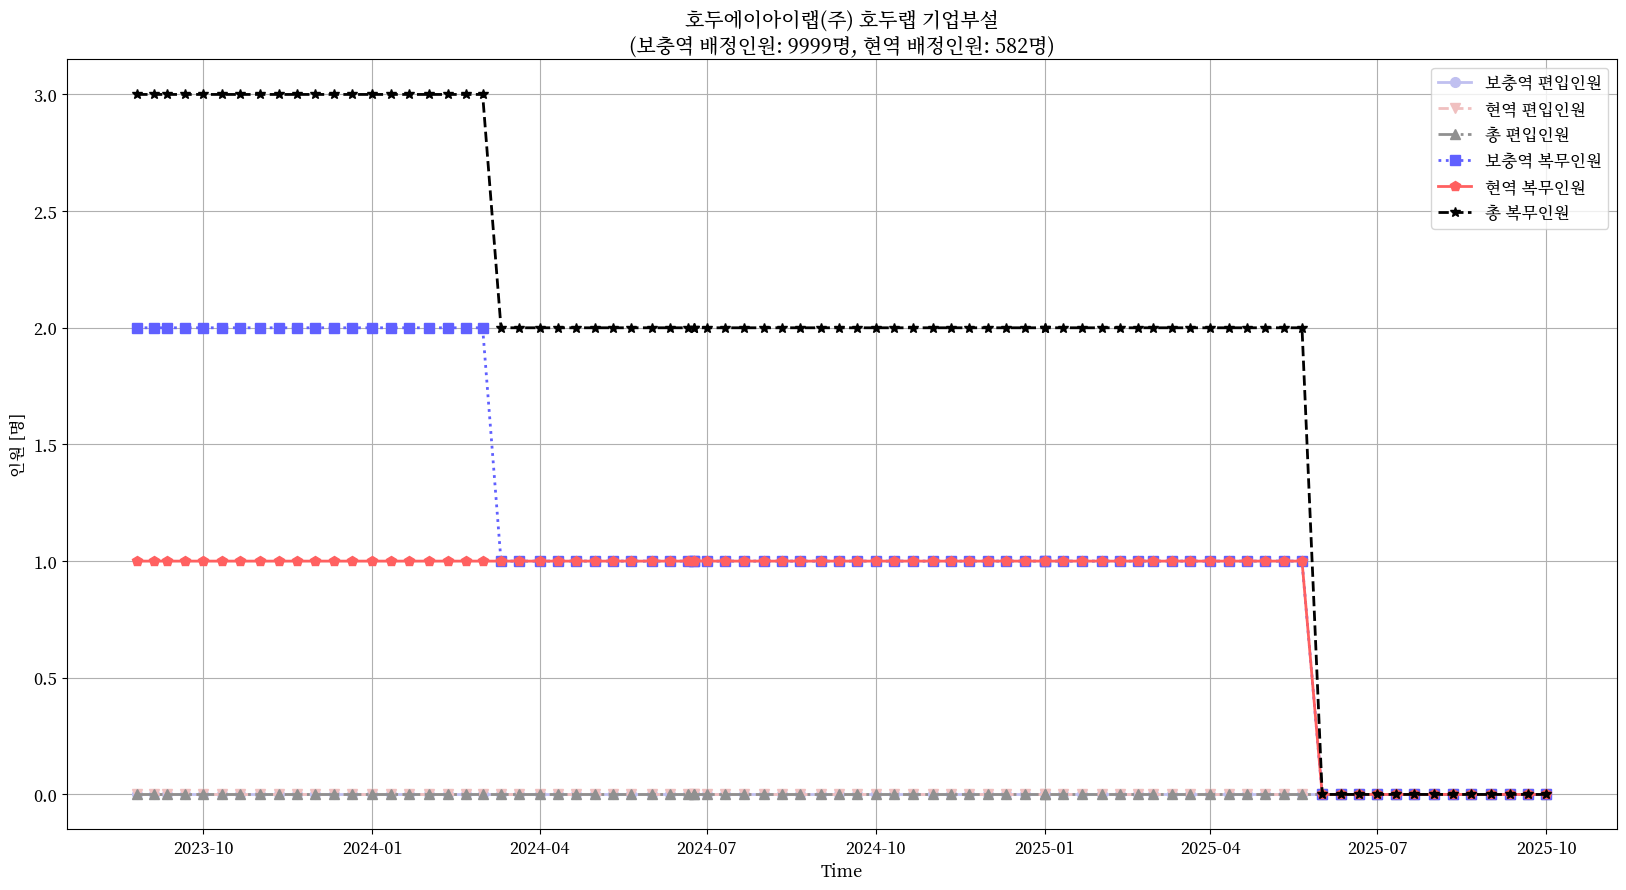 호두에이아이랩(주) 호두랩 기업부설
(보충역 배정인원: 9999명, 현역 배정인원: 582명)
보충역 편입인원
현역 편입인원
총 편입인원
보충역 복무인원
현역 복무인원
총 복무인원
3.0
2.5
2.0
1.5
1.0
0.5
0.0
인원 [명]
2023-10
2024-01
2024-04
2024-07
2024-10
2025-01
2025-04
2025-07
2025-10
Time